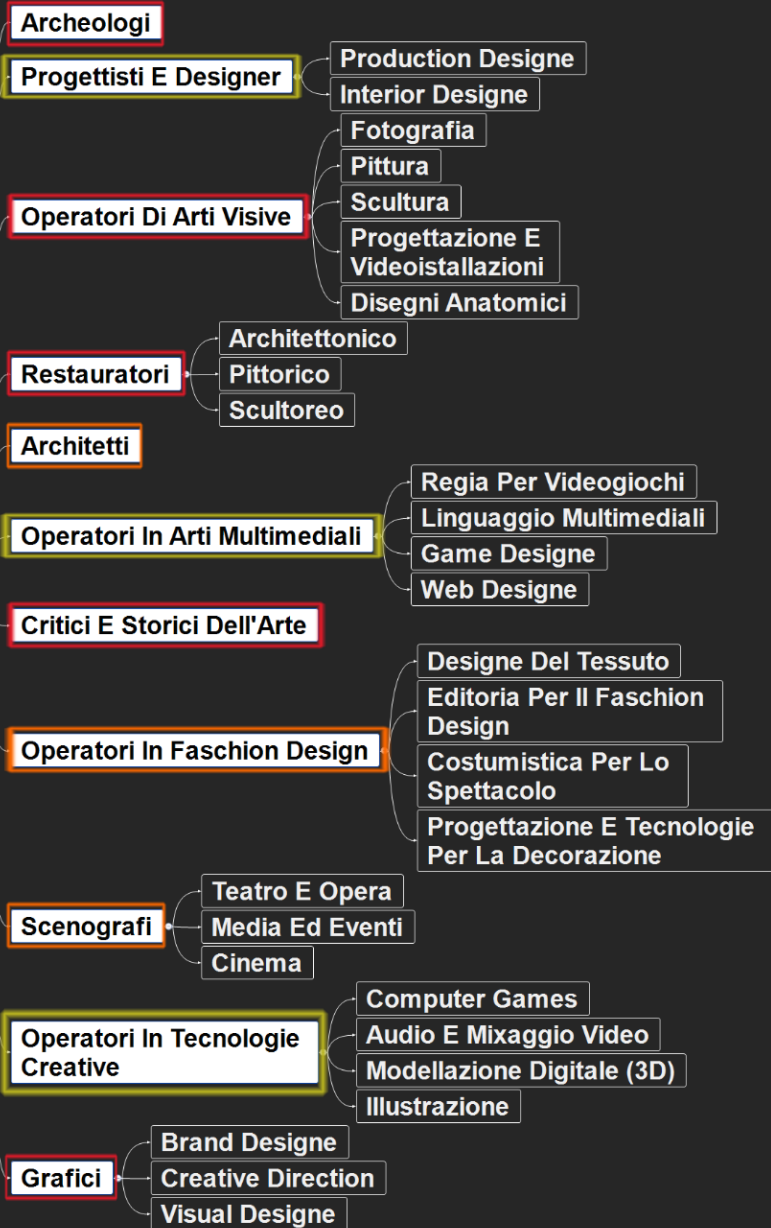 Archeologi
Progettisti E Designer
Production Designe
Interior Designe
Operatori Di Arti Visive
Fotografia
Pittura
Scultura
Progettazione E
Videoistallazioni
Disegni Anatomici
Restauratori
Architettonico
Pittorico
Scultoreo
Architetti
Operatori In Arti Multimediali
Regia Per Videogiochi
Linguaggio Multimediali
Game Designe
Web Designe
Critici E Storici Dell'Arte
Operatori In Faschion Design
Designe Del Tessuto
Editoria Per Il Faschion
Design
Costumistica Per Lo
Spettacolo
Progettazione E Tecnologie
Per La Decorazione
Scenografi
Teatro E Opera
Media Ed Eventi
Cinema
Operatori In Tecnologie
Creative
Computer Games
Audio E Mixaggio Video
Modellazione Digitale (3D)
Illustrazione
Grafici
Brand Designe
Creative Direction
Visual Designe